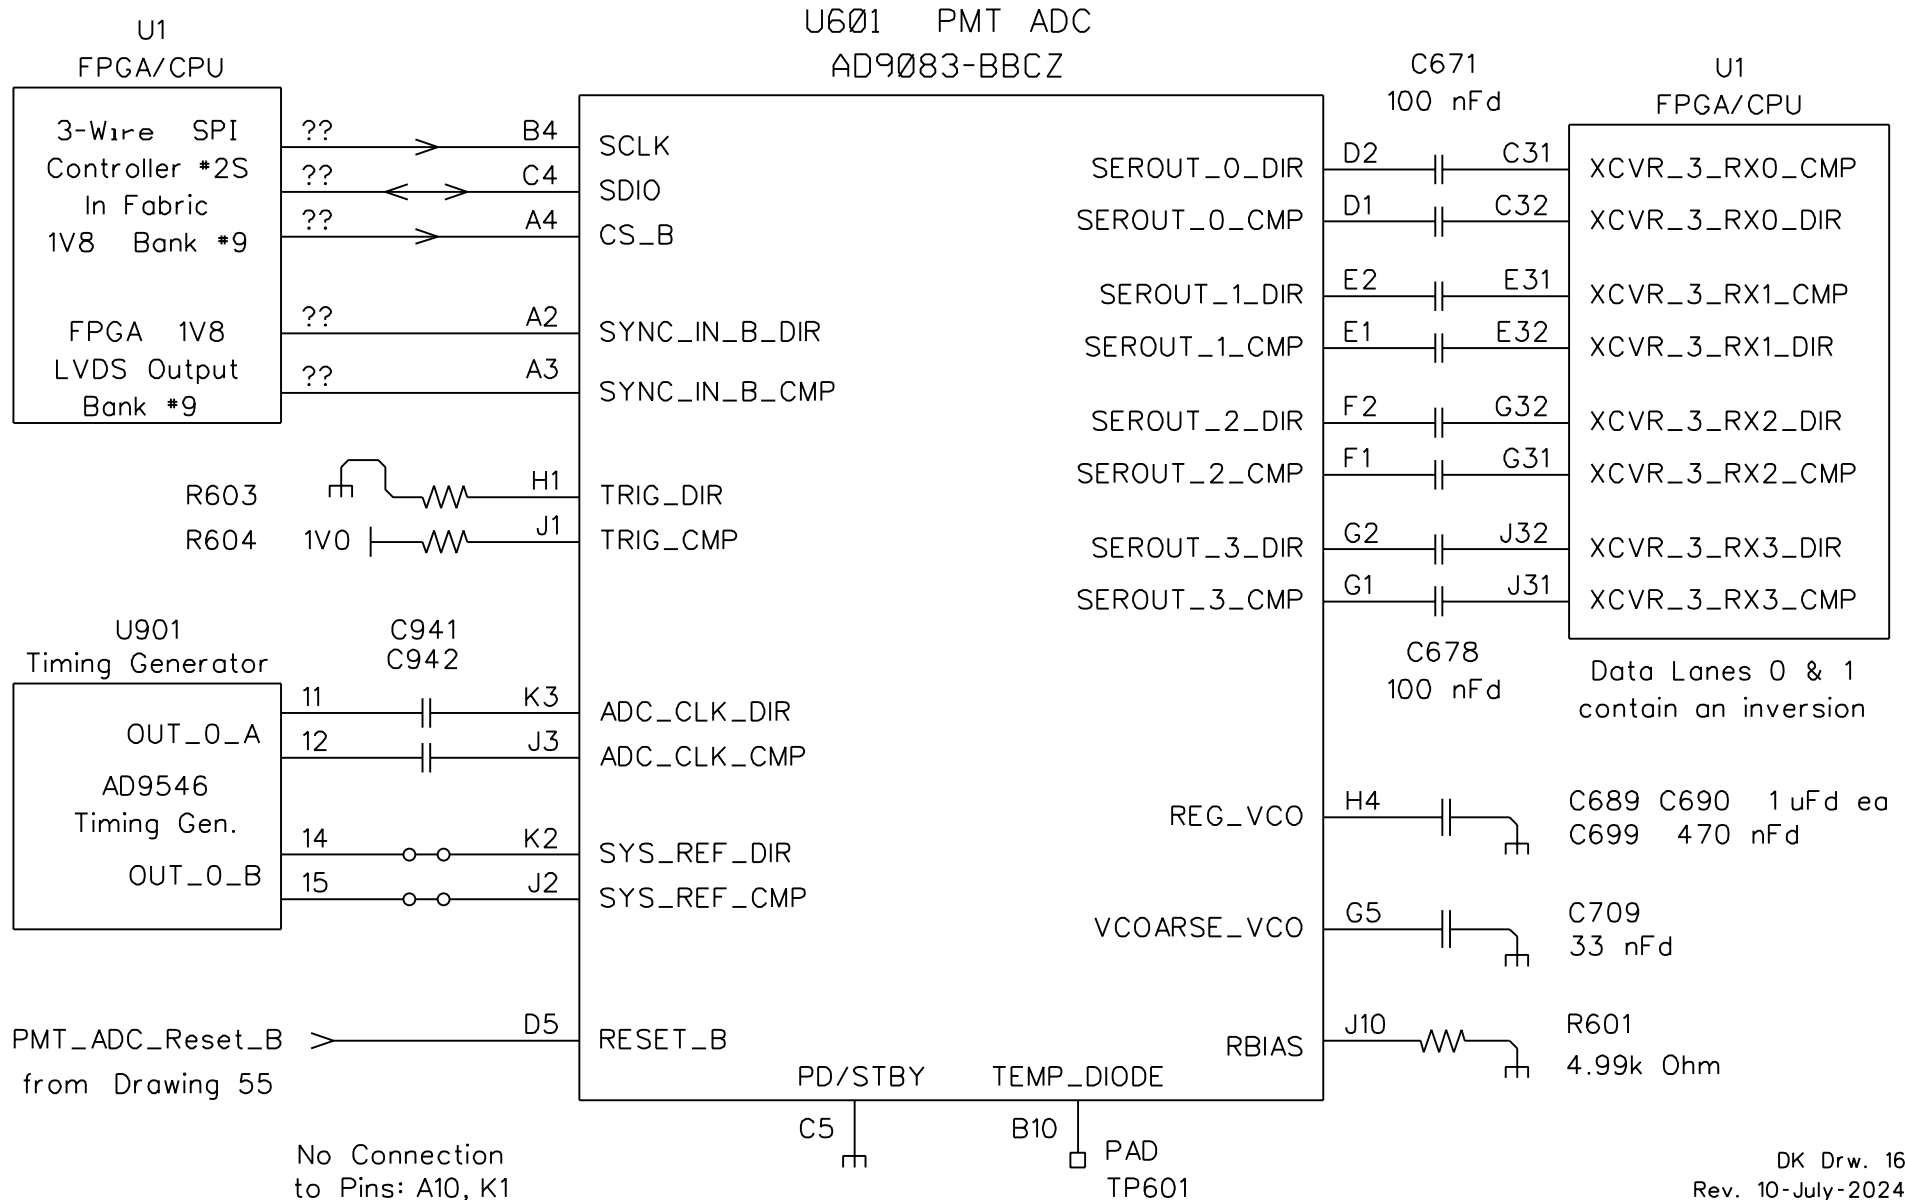 U601 PMT ADC
AD9083-BBCZ
U1
FPGA/CPU
3-Wire SPI
Controller #2S
In Fabric
1V8 Bank #9
FPGA 1V8
LVDS Output
Bank #9
?? B4 SCLK
?? C4 SDIO
?? A4 CS_B
?? A2 SYNC_IN_B_DIR
?? A3 SYNC_IN_B_CMP
R603 H1 TRIG_DIR
R604 1V0 J1 TRIG_CMP
U901
Timing Generator
C941
C942
OUT_0_A
AD9546
Timing Gen.
OUT_0_B
11 K3 ADC_CLK_DIR
12 J3 ADC_CLK_CMP
14 K2 SYS_REF_DIR
15 J2 SYS_REF_CMP
PMT_ADC_Reset_B D5 RESET_B
from Drawing 55
No Connection
to Pins: A10, K1
PD/STBY
C5
TEMP_DIODE
B10
PAD
TP601
C671
100 nFd
U1
FPGA/CPU
SEROUT_0_DIR D2 C31 XCVR_3_RX0_CMP
SEROUT_0_CMP D1 C32 XCVR_3_RX0_DIR
SEROUT_1_DIR E2 E31 XCVR_3_RX1_CMP
SEROUT_1_CMP E1 E32 XCVR_3_RX1_DIR
SEROUT_2_DIR F2 G32 XCVR_3_RX2_DIR
SEROUT_2_CMP F1 G31 XCVR_3_RX2_CMP
SEROUT_3_DIR G2 J32 XCVR_3_RX3_DIR
SEROUT_3_CMP G1 J31 XCVR_3_RX3_CMP
C678
100 nFd
Data Lanes 0 & 1
contain an inversion
REG_VCO H4
C689 C690 1 uFd ea
C699 470 nFd
VCOARSE_VCO G5
C709
33 nFd
RBIAS J10
R601
4.99k Ohm
DK Drw. 16
Rev. 10-July-2024